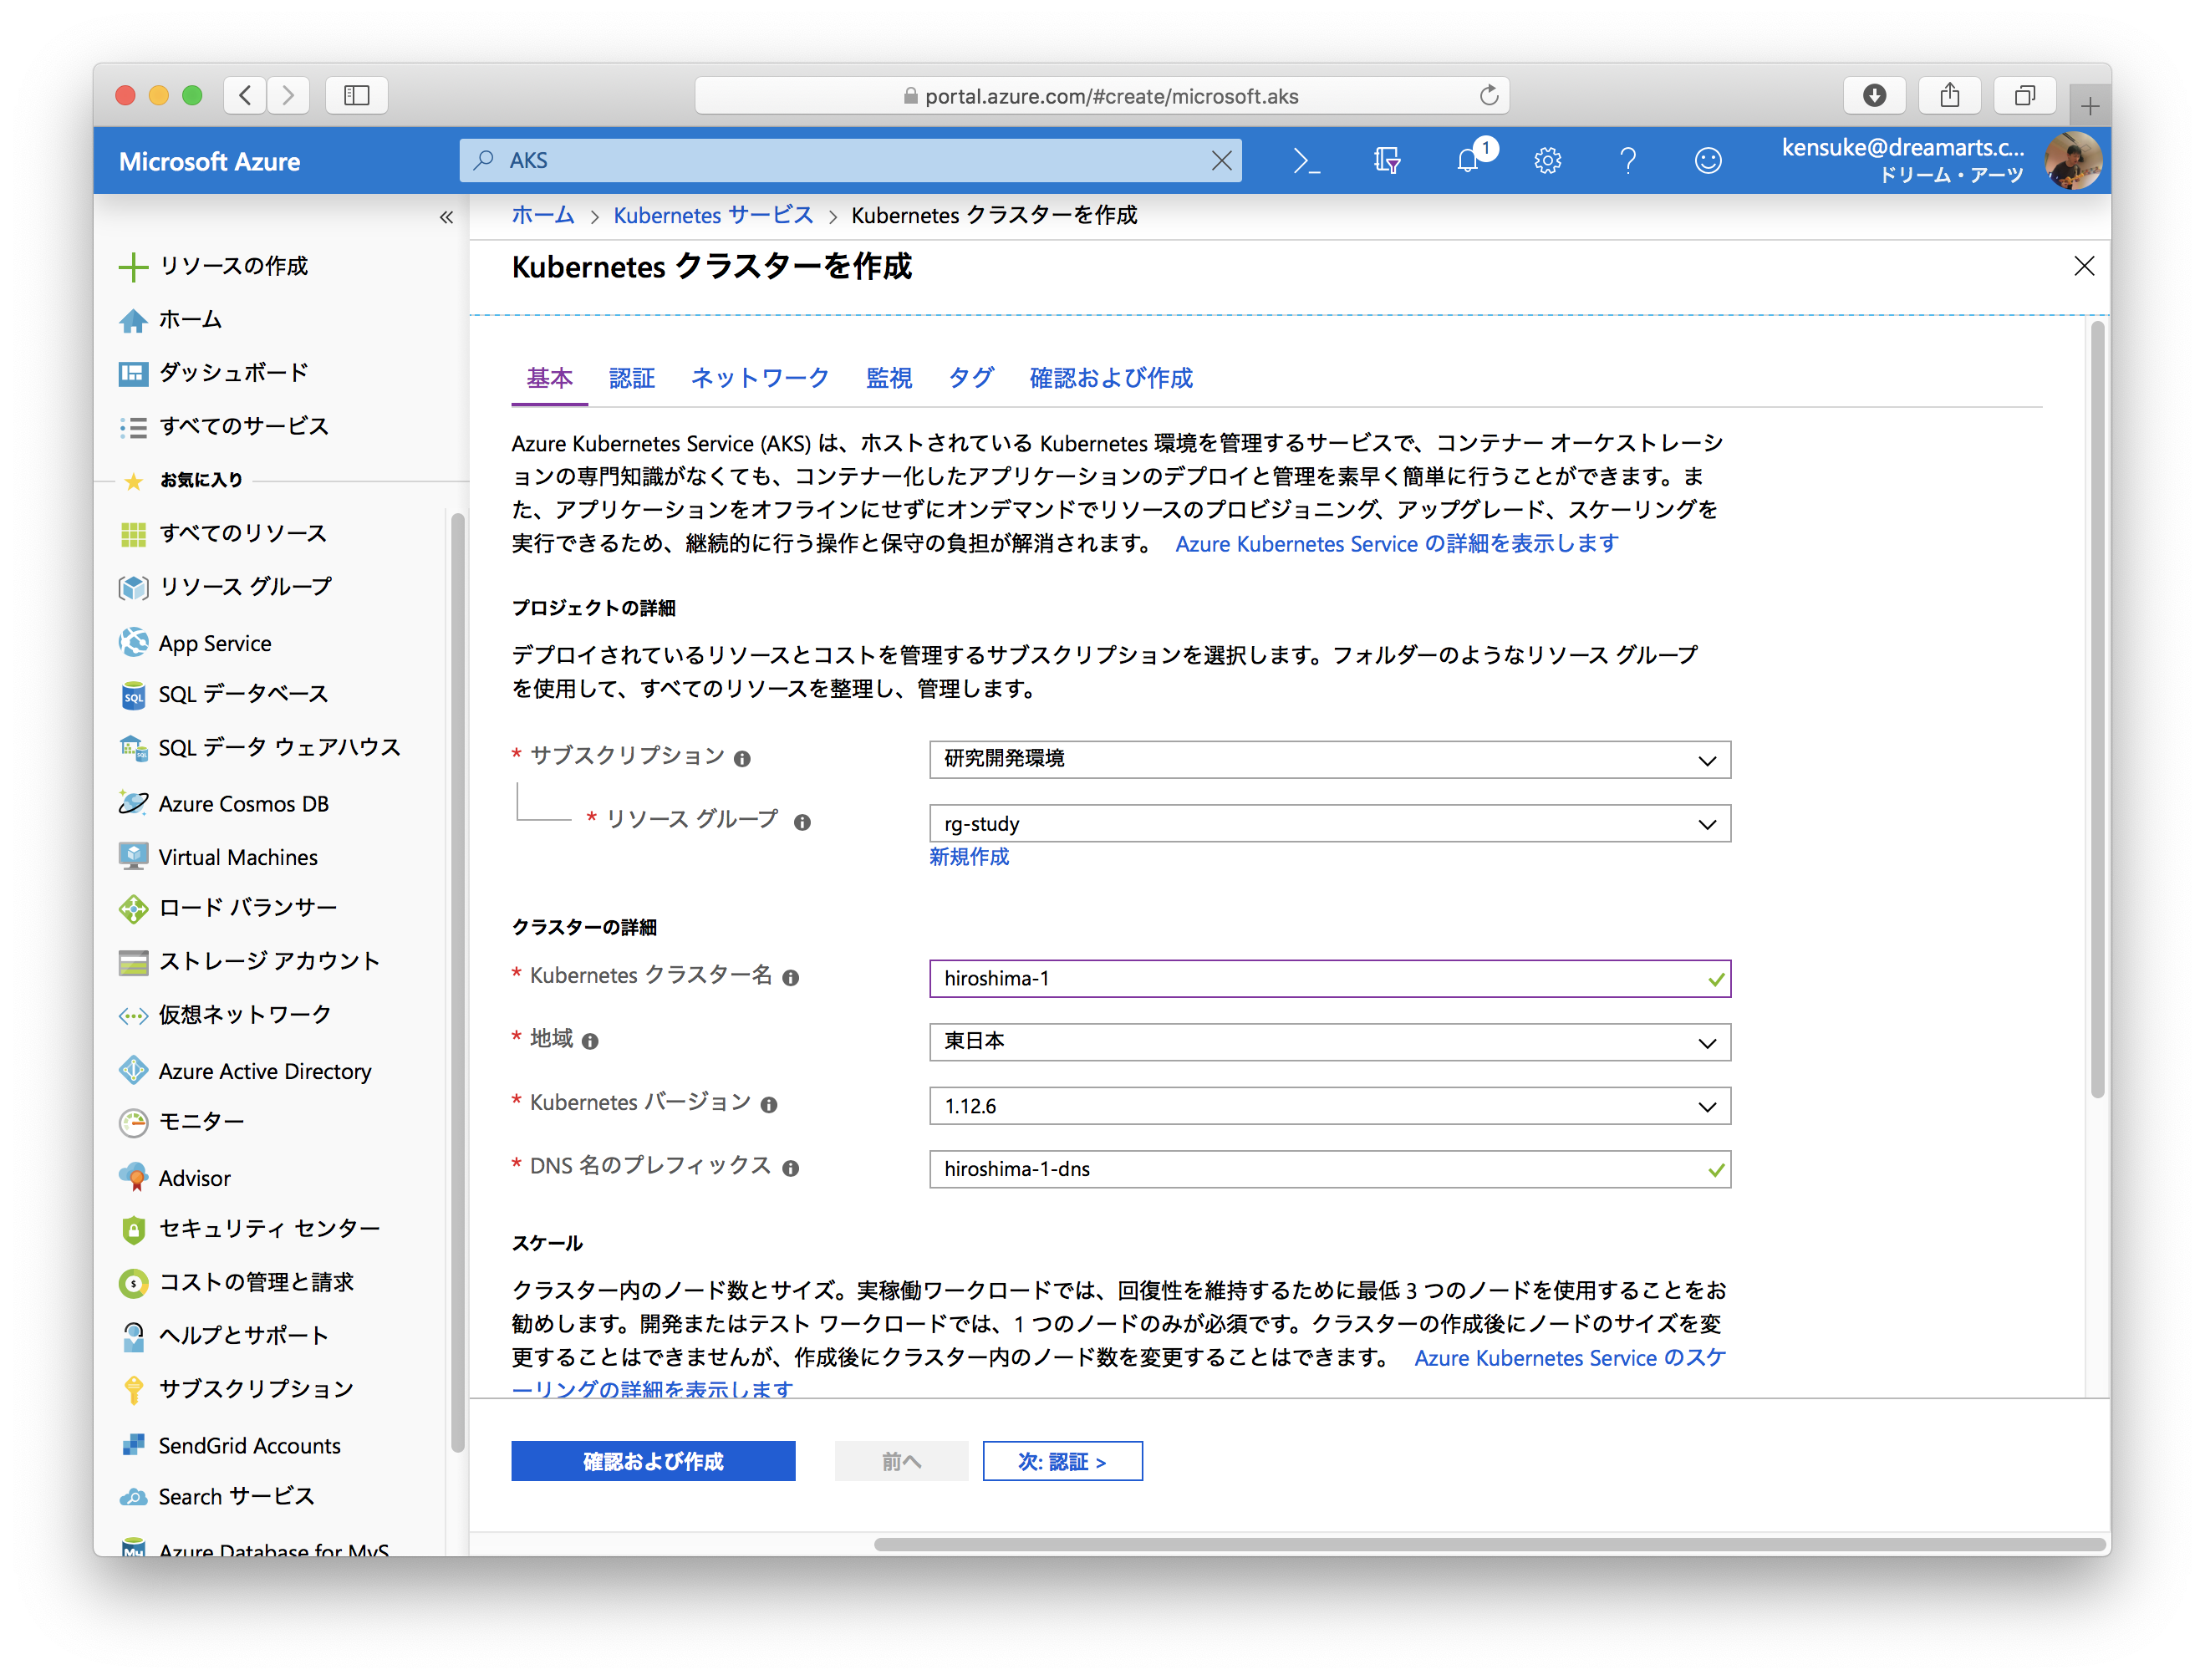 portal.azure.com/#create/microsoft.aks
Microsoft Azure
AKS
1
kensuke@dreamarts.c...
ドリーム・アーツ
«
リソースの作成
ホーム
ダッシュボード
すべてのサービス
お気に入り
すべてのリソース
リソース グループ
App Service
SQL データベース
SQL データ ウェアハウス
Azure Cosmos DB
Virtual Machines
ロード バランサー
ストレージ アカウント
仮想ネットワーク
Azure Active Directory
モニター
Advisor
セキュリティ センター
コストの管理と請求
ヘルプとサポート
サブスクリプション
SendGrid Accounts
Search サービス
Azure Database for MyS
ホーム > Kubernetes サービス > Kubernetes クラスターを作成
Kubernetes クラスターを作成
基本 認証 ネットワーク 監視 タグ 確認および作成
Azure Kubernetes Service (AKS) は、ホストされている Kubernetes 環境を管理するサービスで、コンテナー オーケストレーシ
ョンの専門知識がなくても、コンテナー化したアプリケーションのデプロイと管理を素早く簡単に行うことができます。ま
た、アプリケーションをオフラインにせずにオンデマンドでリソースのプロビジョニング、アップグレード、スケーリングを
実行できるため、継続的に行う操作と保守の負担が解消されます。 Azure Kubernetes Service の詳細を表示します
プロジェクトの詳細
デプロイされているリソースとコストを管理するサブスクリプションを選択します。フォルダーのようなリソース グループ
を使用して、すべてのリソースを整理し、管理します。
* サブスクリプション 研究開発環境
* リソース グループ rg-study
新規作成
クラスターの詳細
* Kubernetes クラスター名 hiroshima-1
* 地域 東日本
* Kubernetes バージョン 1.12.6
* DNS 名のプレフィックス hiroshima-1-dns
スケール
クラスター内のノード数とサイズ。実稼働ワークロードでは、回復性を維持するために最低 3 つのノードを使用することをお
勧めします。開発またはテスト ワークロードでは、1 つのノードのみが必須です。クラスターの作成後にノードのサイズを変
更することはできませんが、作成後にクラスター内のノード数を変更することはできます。 Azure Kubernetes Service のスケ
ーリングの詳細を表示します
確認および作成 前へ 次: 認証 >